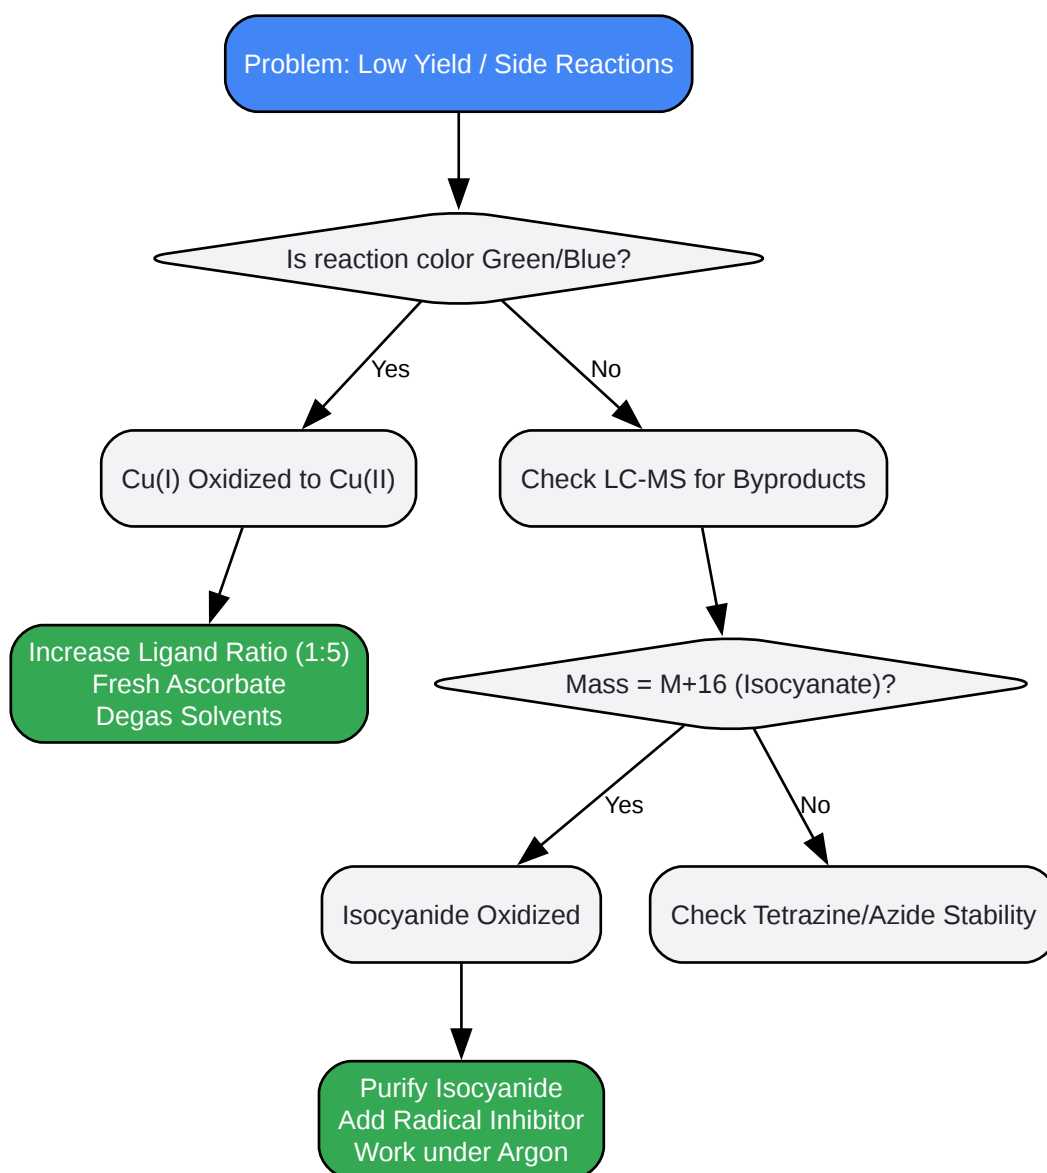 Problem: Low Yield / Side Reactions
Is reaction color Green/Blue?
Yes
No
Cu(I) Oxidized to Cu(II)
Check LC-MS for Byproducts
Increase Ligand Ratio (1:5)
Fresh Ascorbate
Degas Solvents
Mass = M+16 (Isocyanate)?
Yes
No
Isocyanide Oxidized
Check Tetrazine/Azide Stability
Purify Isocyanide
Add Radical Inhibitor
Work under Argon